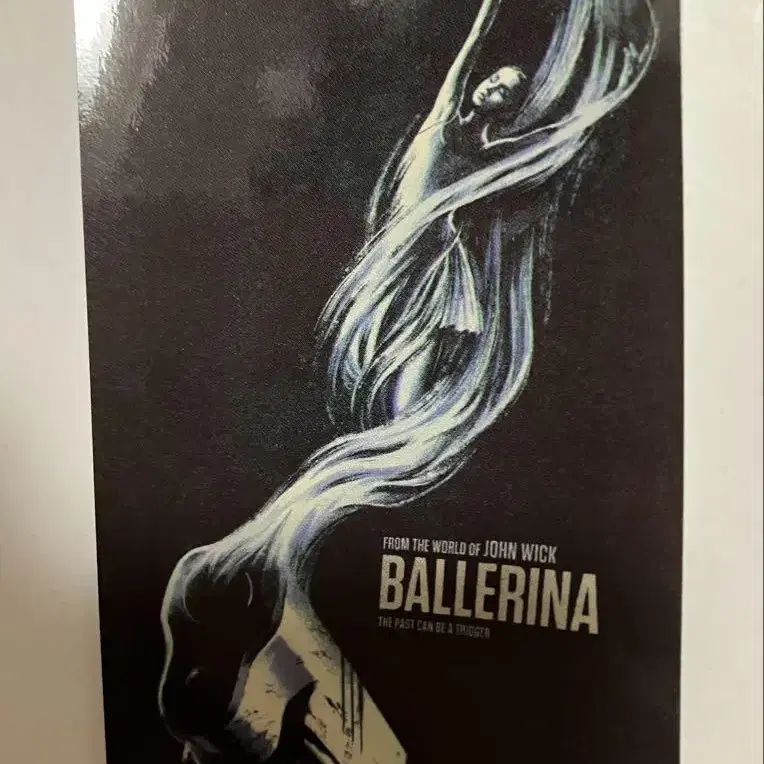 FROM THE WORLD OF JOHN WICK
BALLERINA
THE PAST CAN BE A TRIGGER